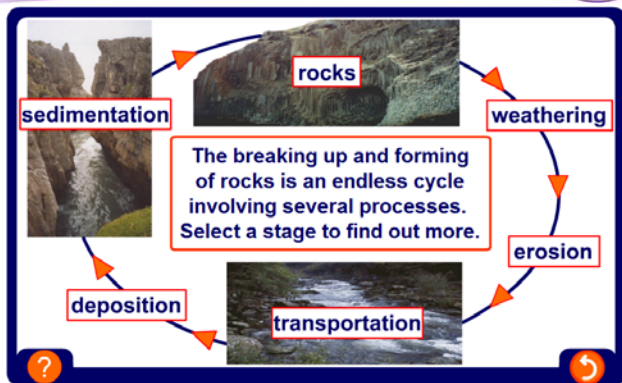 rocks
sedimentation
weathering
The breaking up and forming
of rocks is an endless cycle
involving several processes.
Select a stage to find out more.
erosion
deposition
transportation
?